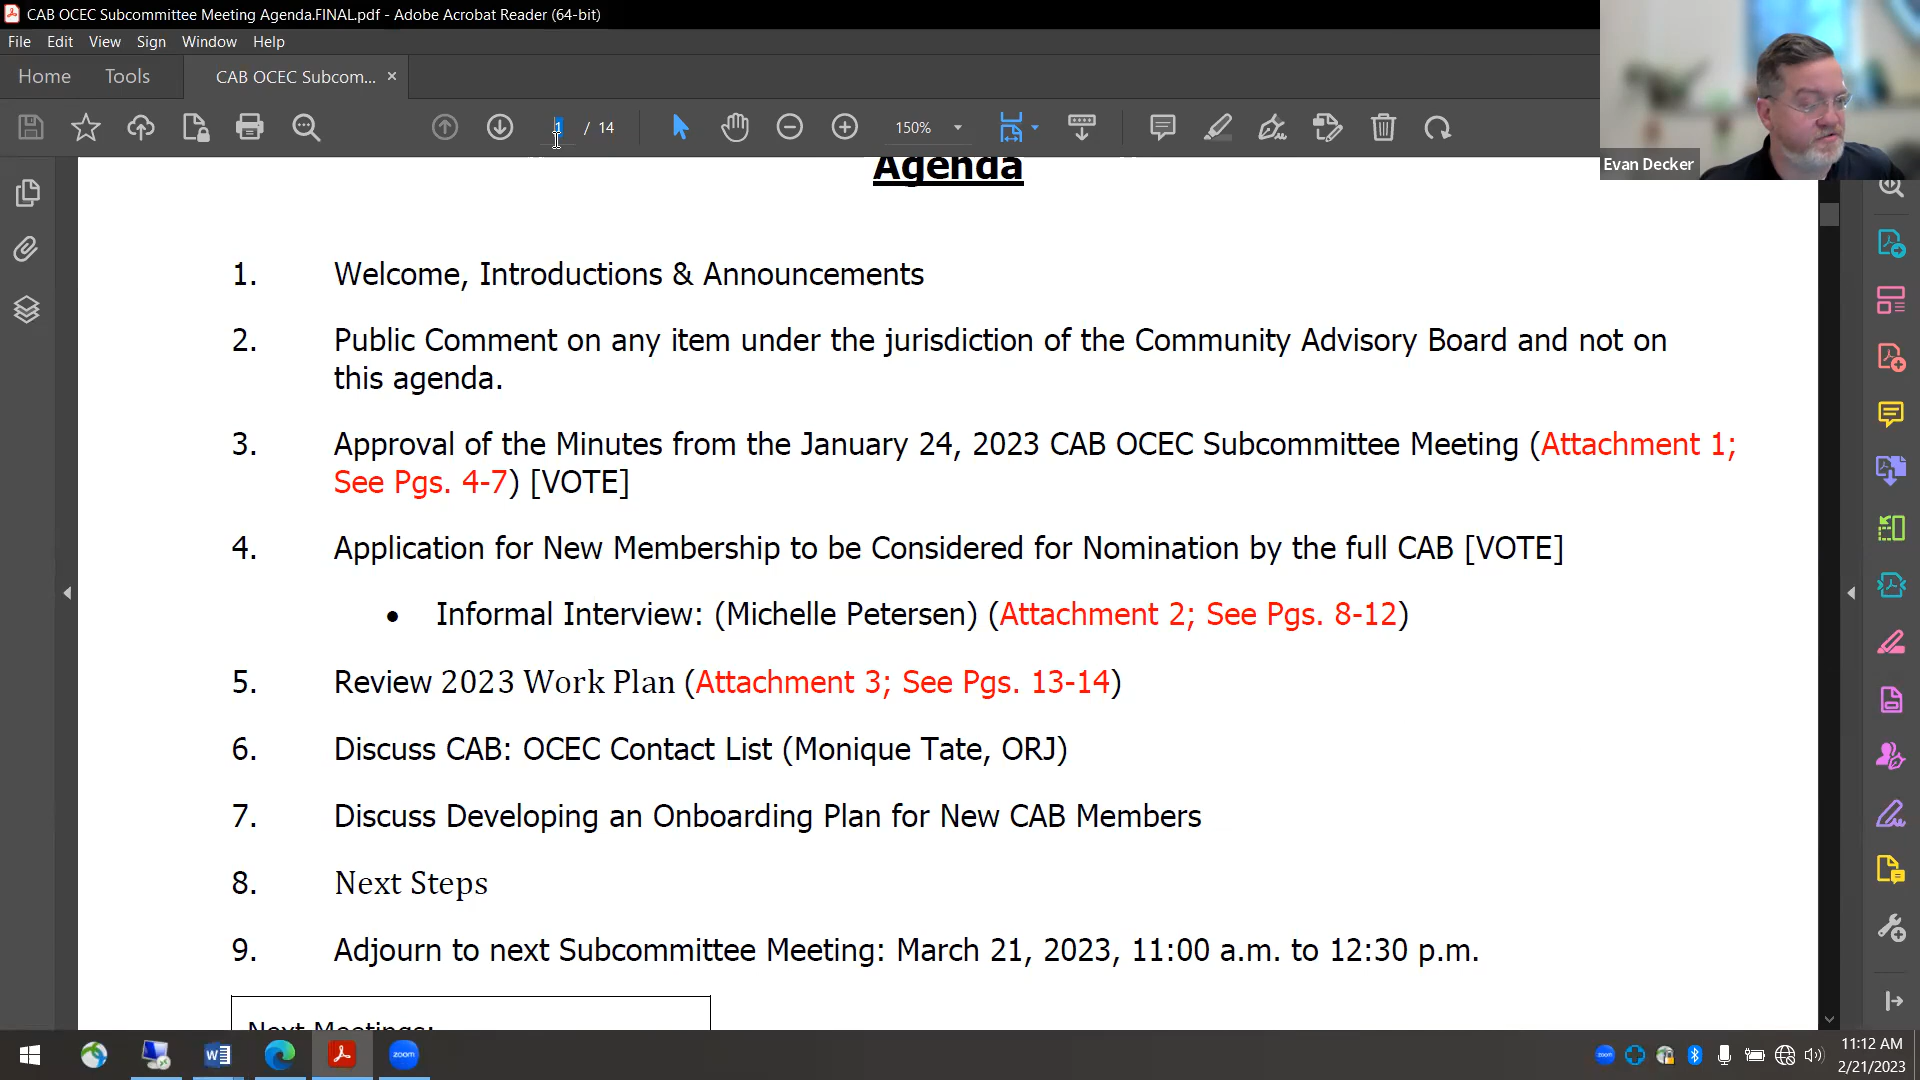 CAB OCEC Subcommittee Meeting Agenda.FINAL.pdf - Adobe Acrobat Reader (64-bit)
File Edit View Sign Window Help
Home Tools CAB OCEC Subcom... ×
1 / 14 150%
Evan Decker
Agenda
1. Welcome, Introductions & Announcements
2. Public Comment on any item under the jurisdiction of the Community Advisory Board and not on
this agenda.
3. Approval of the Minutes from the January 24, 2023 CAB OCEC Subcommittee Meeting (Attachment 1;
See Pgs. 4-7) [VOTE]
4. Application for New Membership to be Considered for Nomination by the full CAB [VOTE]
• Informal Interview: (Michelle Petersen) (Attachment 2; See Pgs. 8-12)
5. Review 2023 Work Plan (Attachment 3; See Pgs. 13-14)
6. Discuss CAB: OCEC Contact List (Monique Tate, ORJ)
7. Discuss Developing an Onboarding Plan for New CAB Members
8. Next Steps
9. Adjourn to next Subcommittee Meeting: March 21, 2023, 11:00 a.m. to 12:30 p.m.
Next Meetings:
zoom
zoom
11:12 AM
2/21/2023